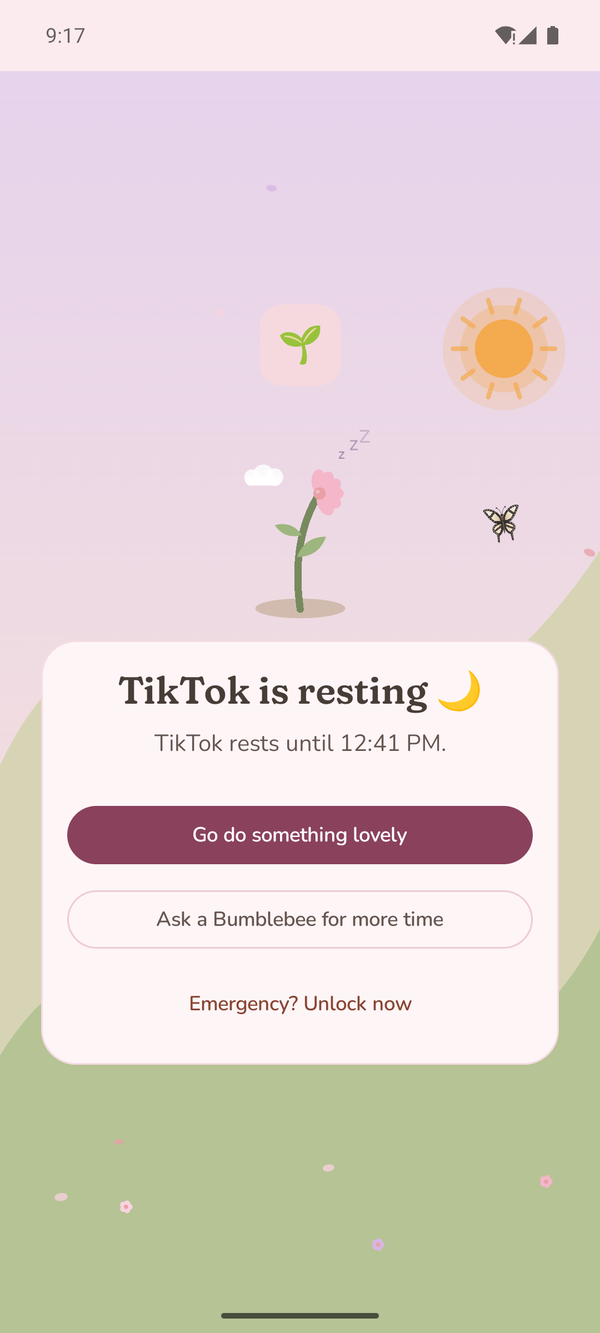 9:17
z z Z
TikTok is resting 🌙
TikTok rests until 12:41 PM.
Go do something lovely
Ask a Bumblebee for more time
Emergency? Unlock now